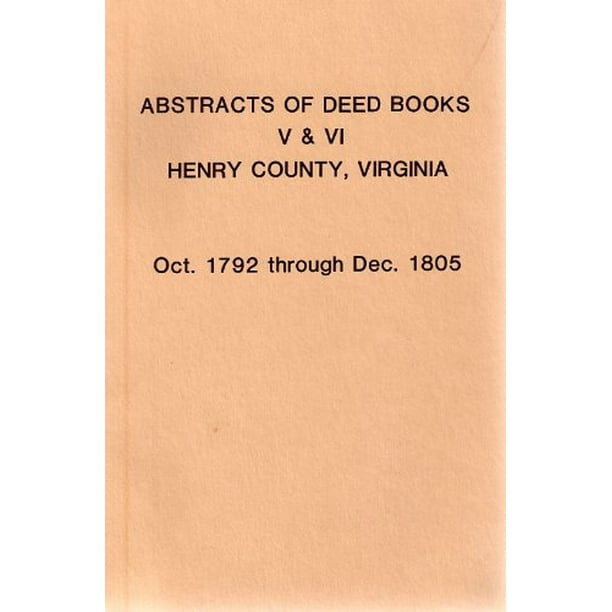 ABSTRACTS OF DEED BOOKS
V & VI
HENRY COUNTY, VIRGINIA
Oct. 1792 through Dec. 1805